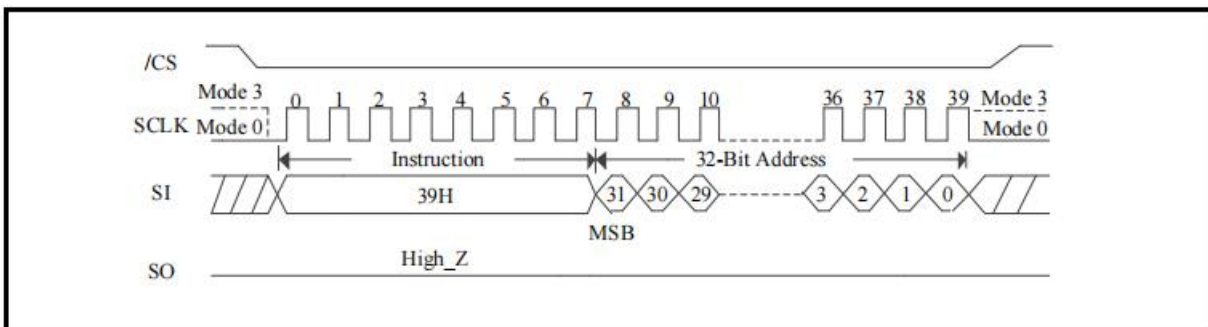 /CS
Mode 3 0 1 2 3 4 5 6 7 8 9 10 36 37 38 39 Mode 3
SCLK Mode 0 Mode 0
Instruction 32-Bit Address
SI 39H 31 30 29 3 2 1 0
MSB
High_Z
SO